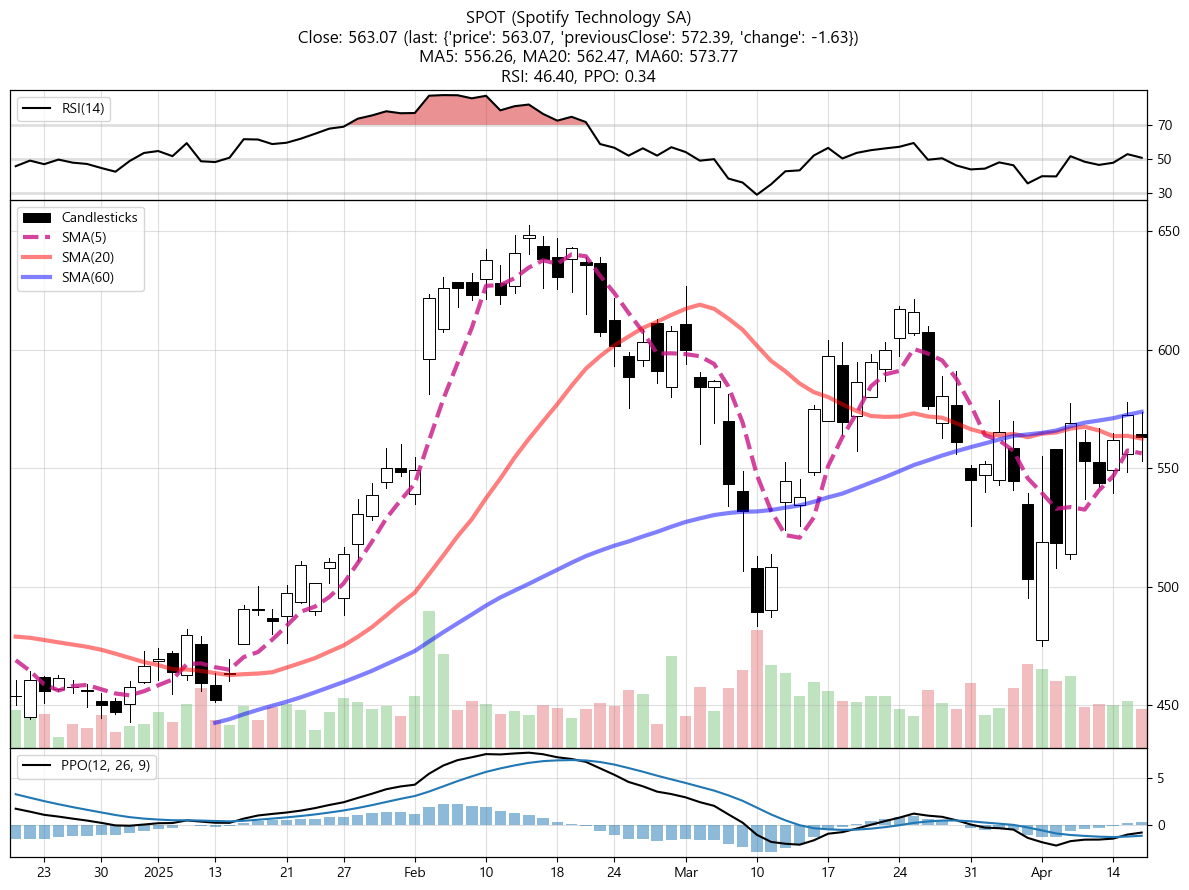 SPOT (Spotify Technology SA)
Close: 563.07 (last: {'price': 563.07, 'previousClose': 572.39, 'change': -1.63})
MA5: 556.26, MA20: 562.47, MA60: 573.77
RSI: 46.40, PPO: 0.34
RSI(14)
70
50
30
Candlesticks
SMA(5)
SMA(20)
SMA(60)
650
600
550
500
450
PPO(12, 26, 9)
5
0
23 30 2025 13 21 27 Feb 10 18 24 Mar 10 17 24 31 Apr 14